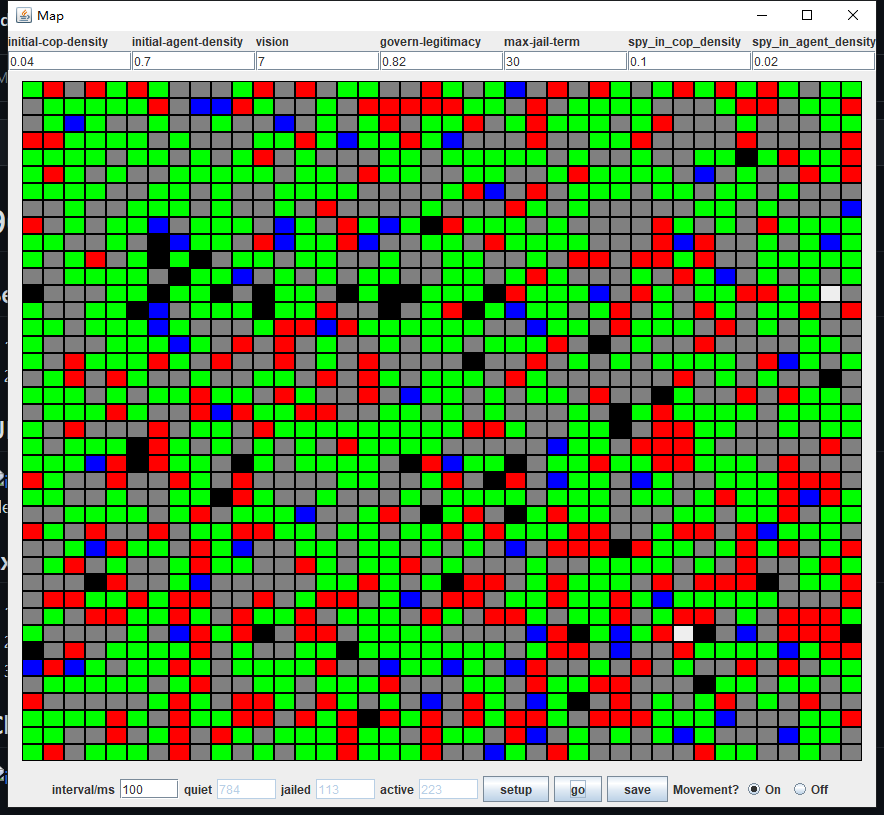 Map
initial-cop-density initial-agent-density vision govern-legitimacy max-jail-term spy_in_cop_density spy_in_agent_density
0.04 0.7 7 0.82 30 0.1 0.02
interval/ms 100 quiet 784 jailed 113 active 223 setup go save Movement? On Off